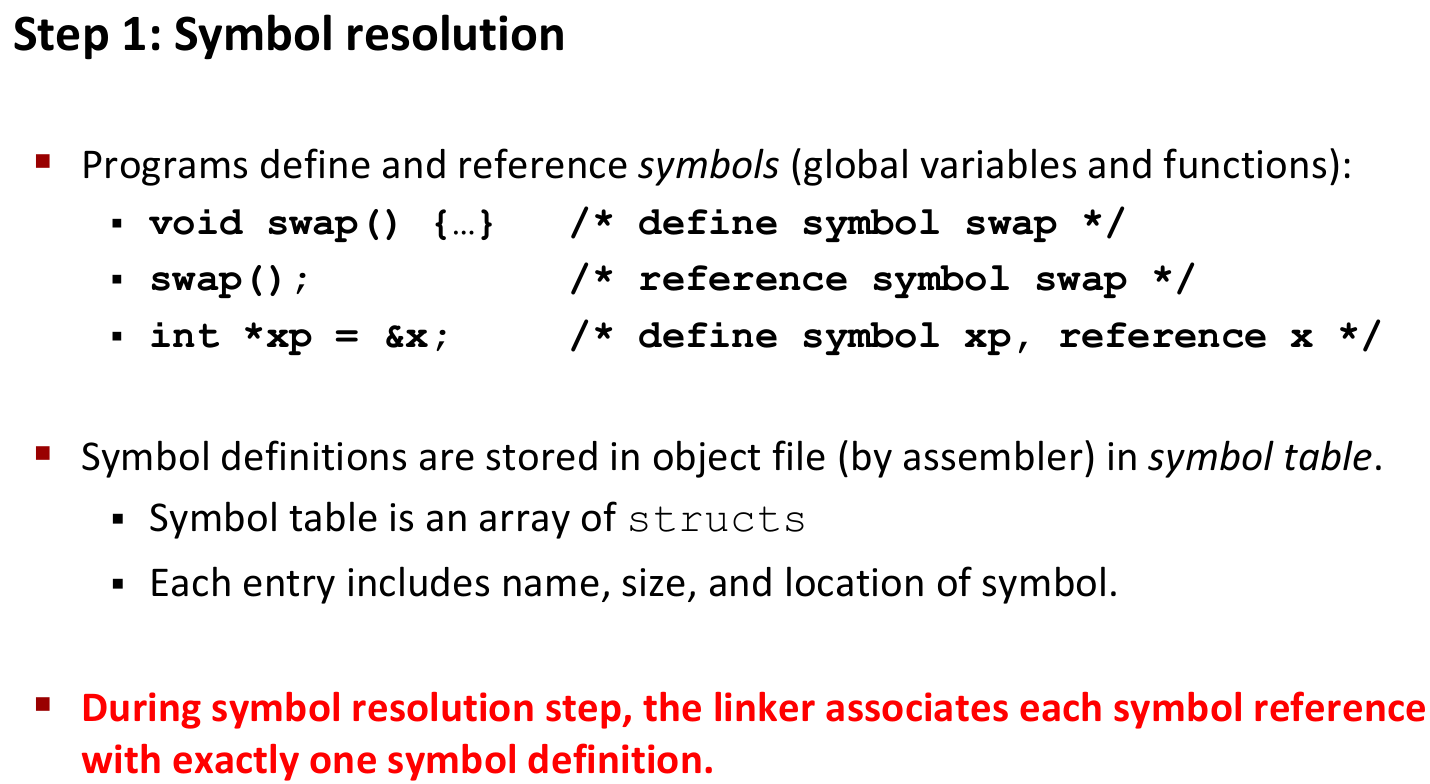 Step 1: Symbol resolution
Programs define and reference symbols (global variables and functions):
void swap() {…} /* define symbol swap */
swap(); /* reference symbol swap */
int *xp = &x; /* define symbol xp, reference x */
Symbol definitions are stored in object file (by assembler) in symbol table.
Symbol table is an array of structs
Each entry includes name, size, and location of symbol.
During symbol resolution step, the linker associates each symbol reference
with exactly one symbol definition.